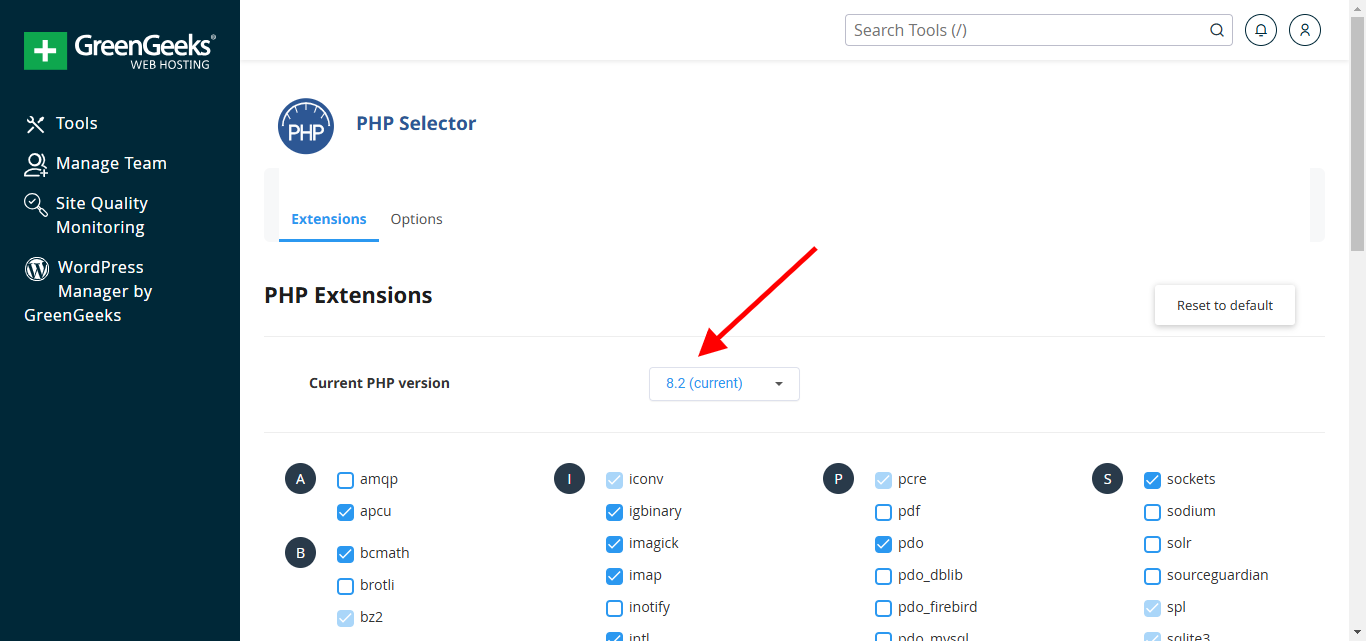 GreenGeeks®
WEB HOSTING
Tools
Manage Team
Site Quality
Monitoring
WordPress
Manager by
GreenGeeks
Search Tools (/)
PHP
PHP Selector
Extensions
Options
PHP Extensions
Reset to default
Current PHP version
8.2 (current)
A
amqp
apcu
B
bcmath
brotli
bz2
I
iconv
igbinary
imagick
imap
inotify
intl
P
pcre
pdf
pdo
pdo_dblib
pdo_firebird
pdo_mysql
S
sockets
sodium
solr
sourceguardian
spl
sqlite3